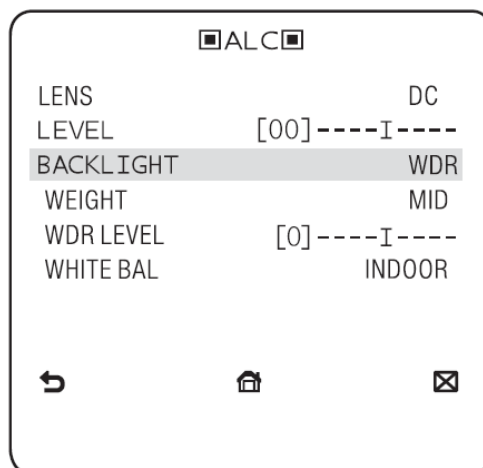 ▣ALC▣
LENS DC
LEVEL [00]----I----
BACKLIGHT WDR
WEIGHT MID
WDR LEVEL [0]----I----
WHITE BAL INDOOR